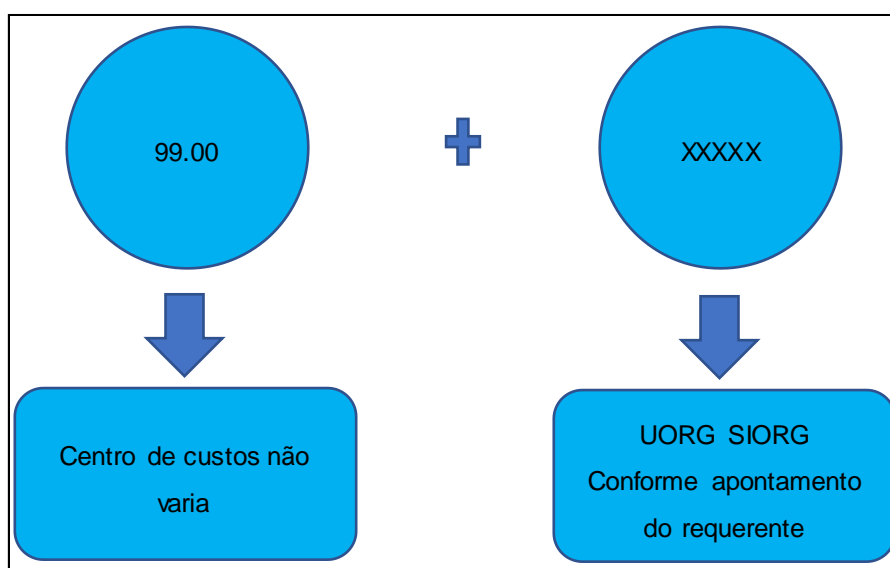 99.00
XXXXX
Centro de custos não
varia
UORG SIORG
Conforme apontamento
do requerente